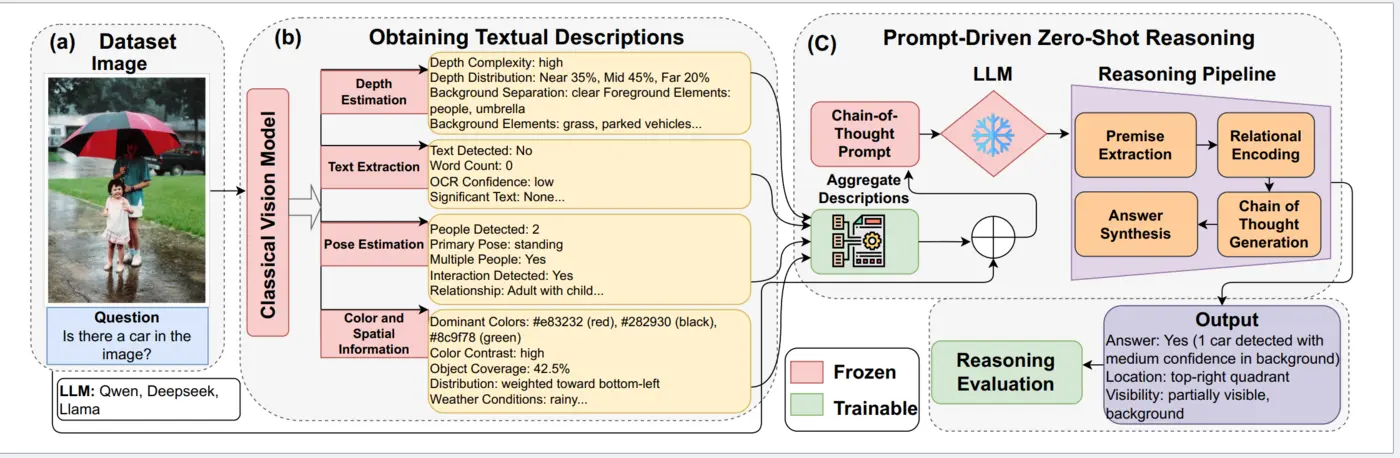 (a) Dataset
Image
Question
Is there a car in the
image?
LLM: Qwen, Deepseek,
Llama
(b) Obtaining Textual Descriptions
Classical Vision Model
Depth
Estimation
Depth Complexity: high
Depth Distribution: Near 35%, Mid 45%, Far 20%
Background Separation: clear Foreground Elements:
people, umbrella
Background Elements: grass, parked vehicles...
Text Extraction
Text Detected: No
Word Count: 0
OCR Confidence: low
Significant Text: None...
Pose Estimation
People Detected: 2
Primary Pose: standing
Multiple People: Yes
Interaction Detected: Yes
Relationship: Adult with child...
Color and
Spatial
Information
Dominant Colors: #e83232 (red), #282930 (black),
#8c9f78 (green)
Color Contrast: high
Object Coverage: 42.5%
Distribution: weighted toward bottom-left
Weather Conditions: rainy...
(C) Prompt-Driven Zero-Shot Reasoning
Chain-of-
Thought
Prompt
LLM
Aggregate
Descriptions
Reasoning Pipeline
Premise
Extraction
Relational
Encoding
Answer
Synthesis
Chain of
Thought
Generation
Frozen
Trainable
Reasoning
Evaluation
Output
Answer: Yes (1 car detected with
medium confidence in background)
Location: top-right quadrant
Visibility: partially visible,
background